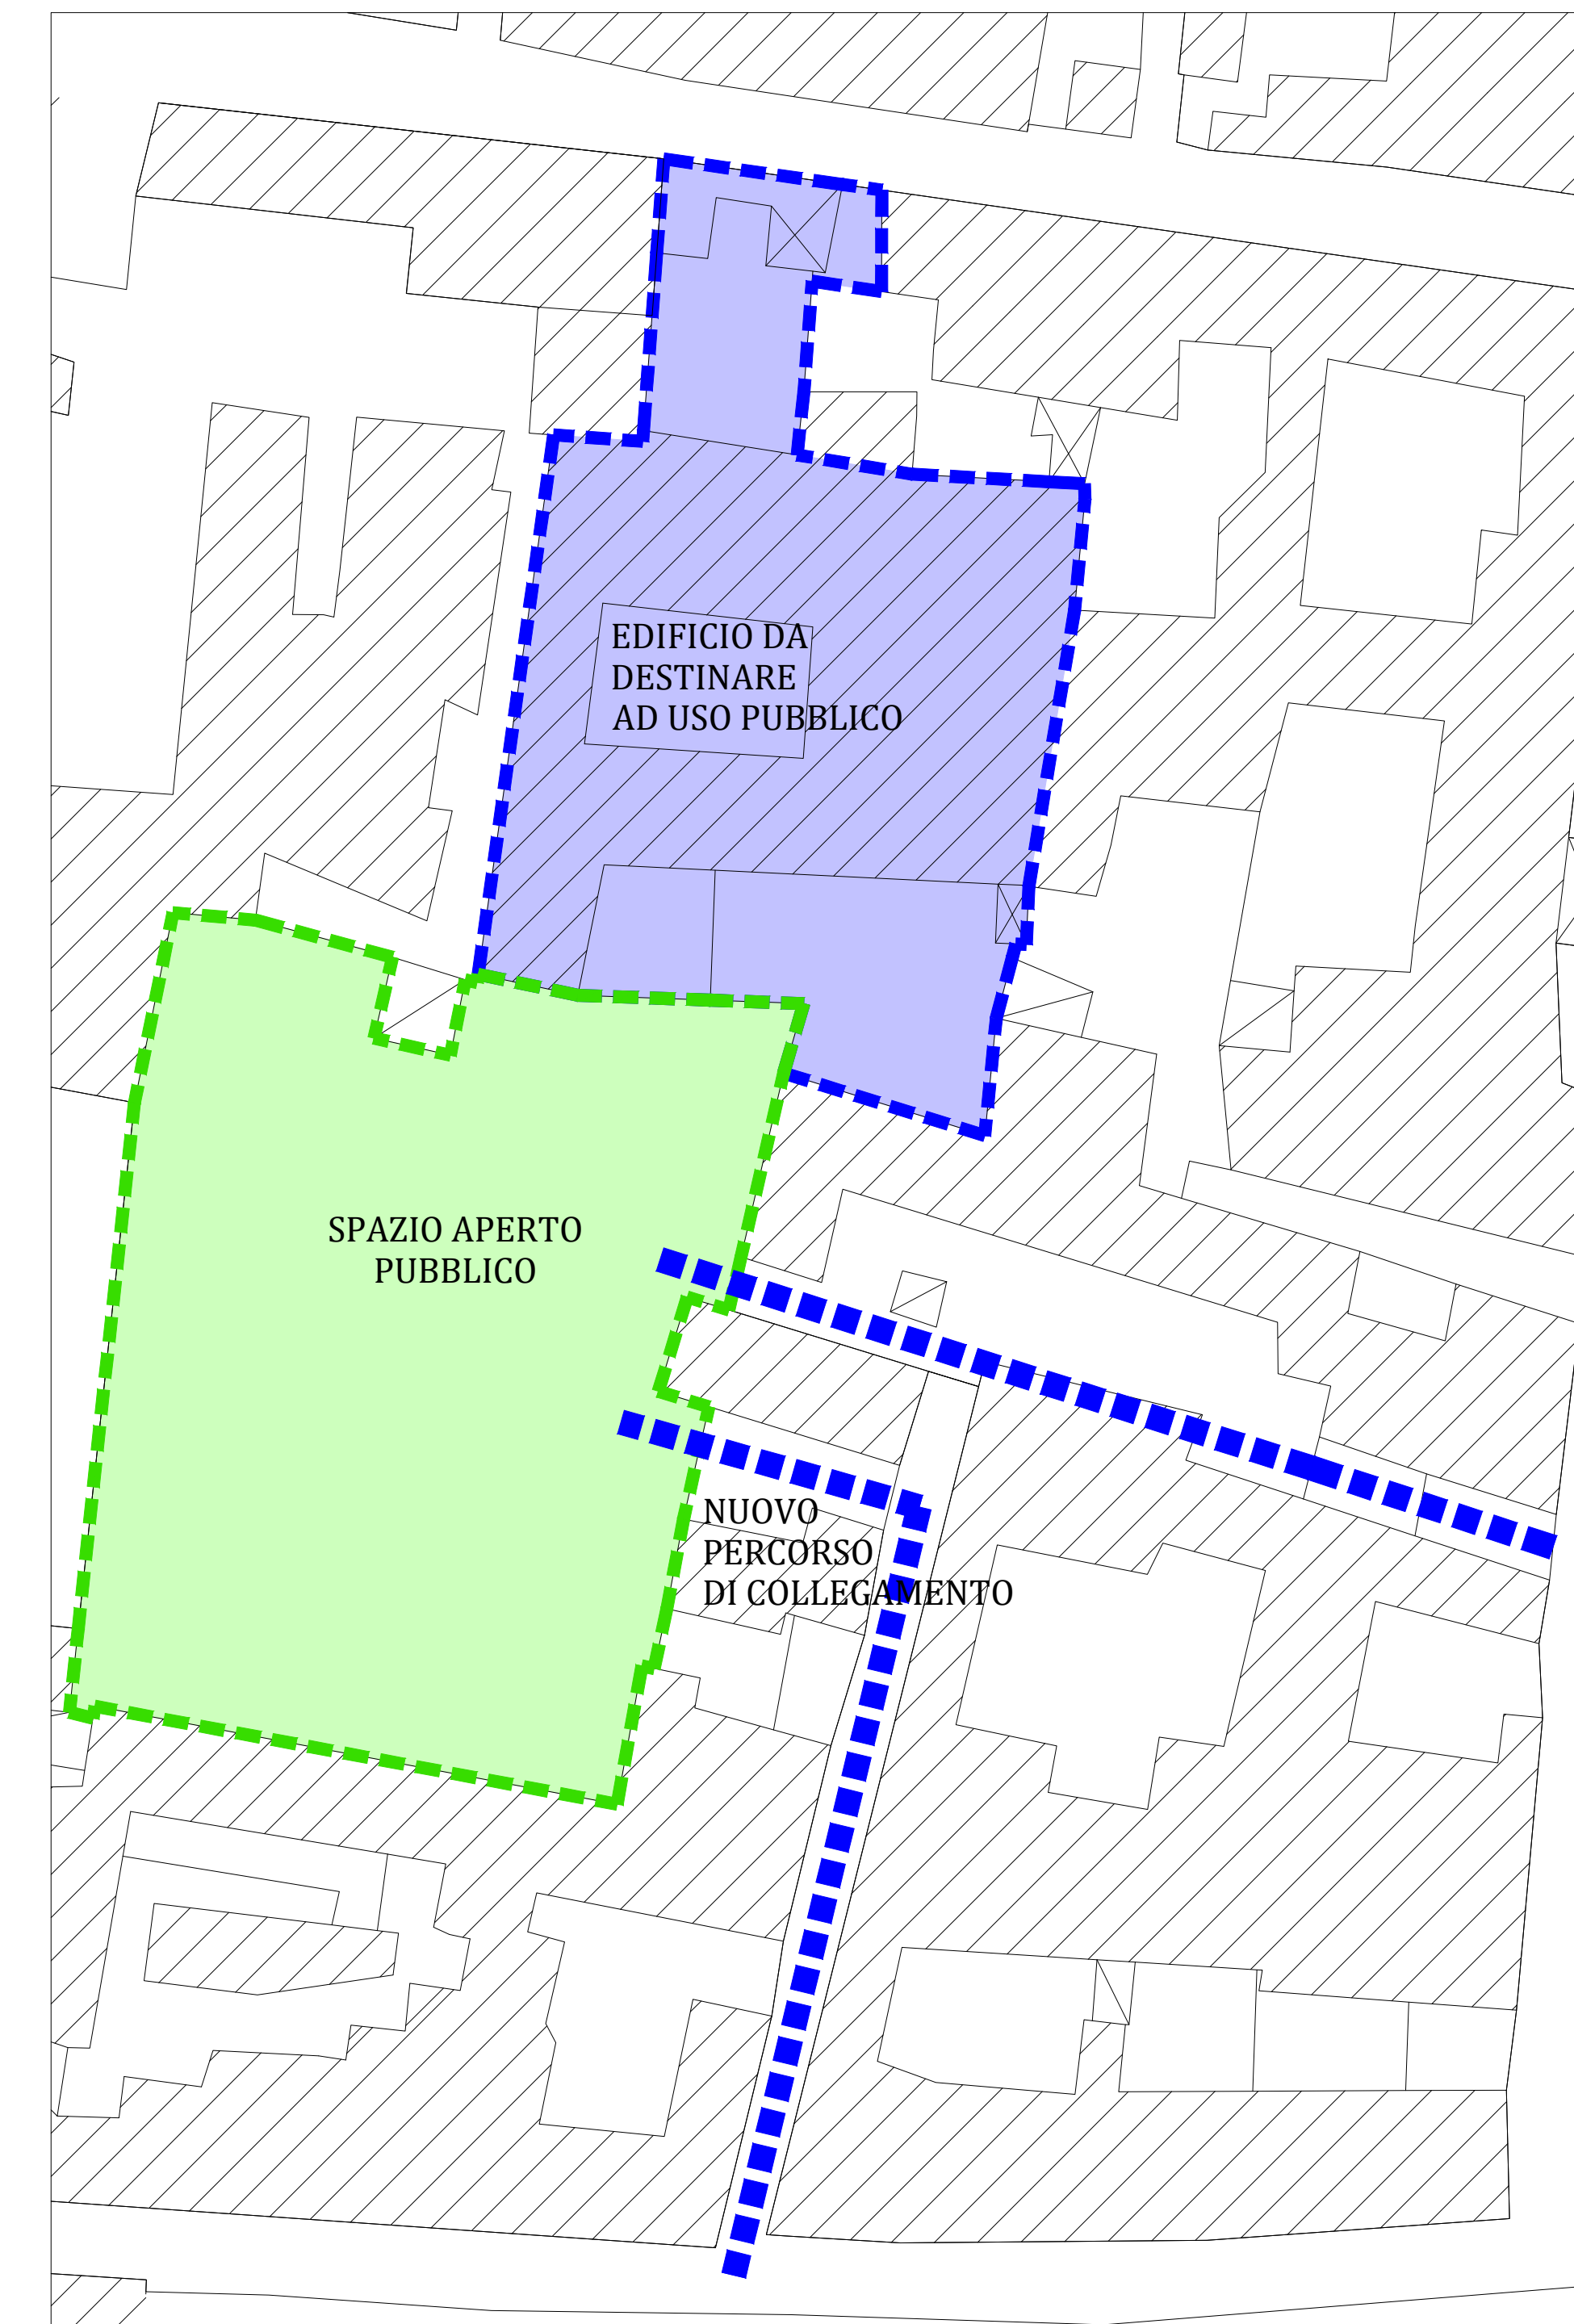 EDIFICIO DA
DESTINARE
AD USO PUBBLICO
SPAZIO APERTO
PUBBLICO
NUOVO
PERCORSO
DI COLLEGAMENTO